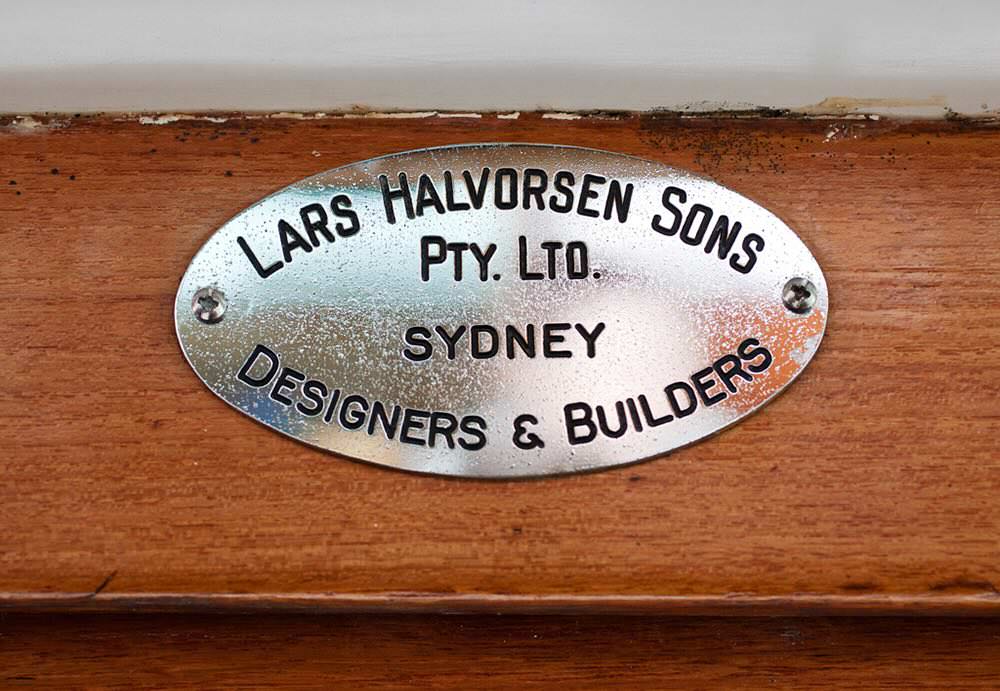 LARS HALVORSEN SONS
PTY. LTD.
SYDNEY
DESIGNERS & BUILDERS